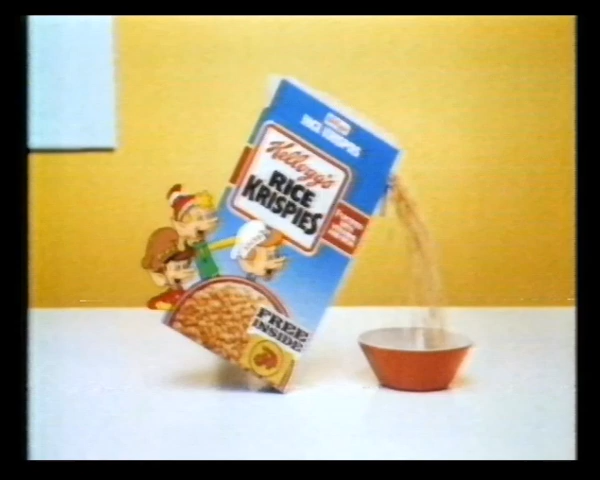 RICE KRISPIES
Kellogg's
RICE
KRISPIES
FREE
INSIDE